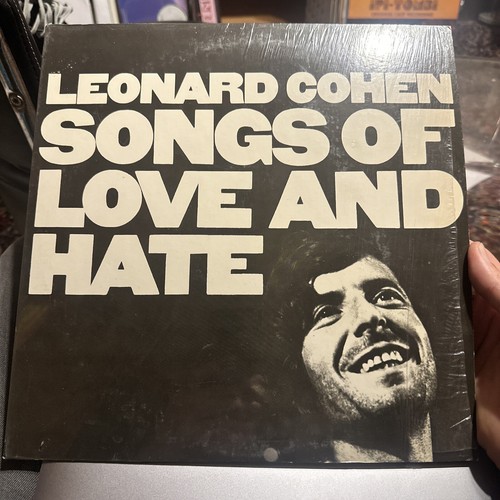 LEONARD COHEN
SONGS OF
LOVE AND
HATE